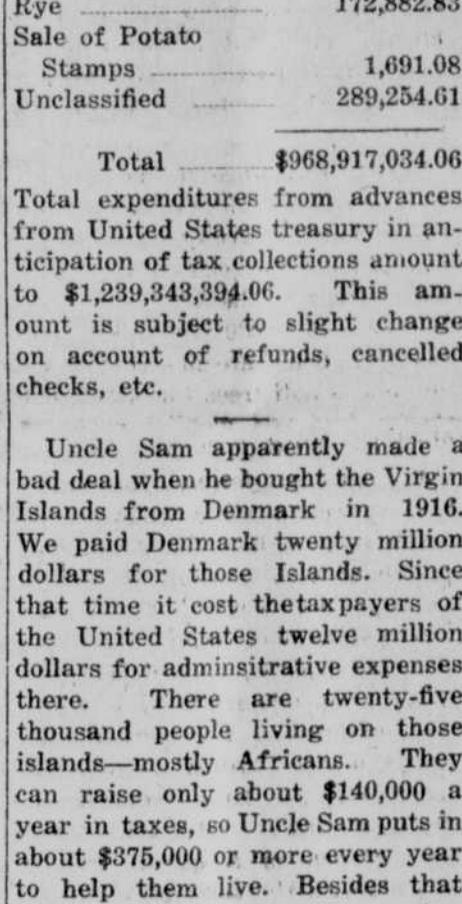 Rye 172,882.83
Sale of Potato
Stamps 1,691.08
Unclassified 289,254.61
Total $968,917,034.06
Total expenditures from advances
from United States treasury in an-
ticipation of tax collections amount
to $1,239,343,394.06. This am-
ount is subject to slight change
on account of refunds, cancelled
checks, etc.
Uncle Sam apparently made a
bad deal when he bought the Virgin
Islands from Denmark in 1916.
We paid Denmark twenty million
dollars for those Islands. Since
that time it cost thetaxpayers of
the United States twelve million
dollars for adminsitrative expenses
there. There are twenty-five
thousand people living on those
islands—mostly Africans. They
can raise only about $140,000 a
year in taxes, so Uncle Sam puts in
about $375,000 or more every year
to help them live. Besides that